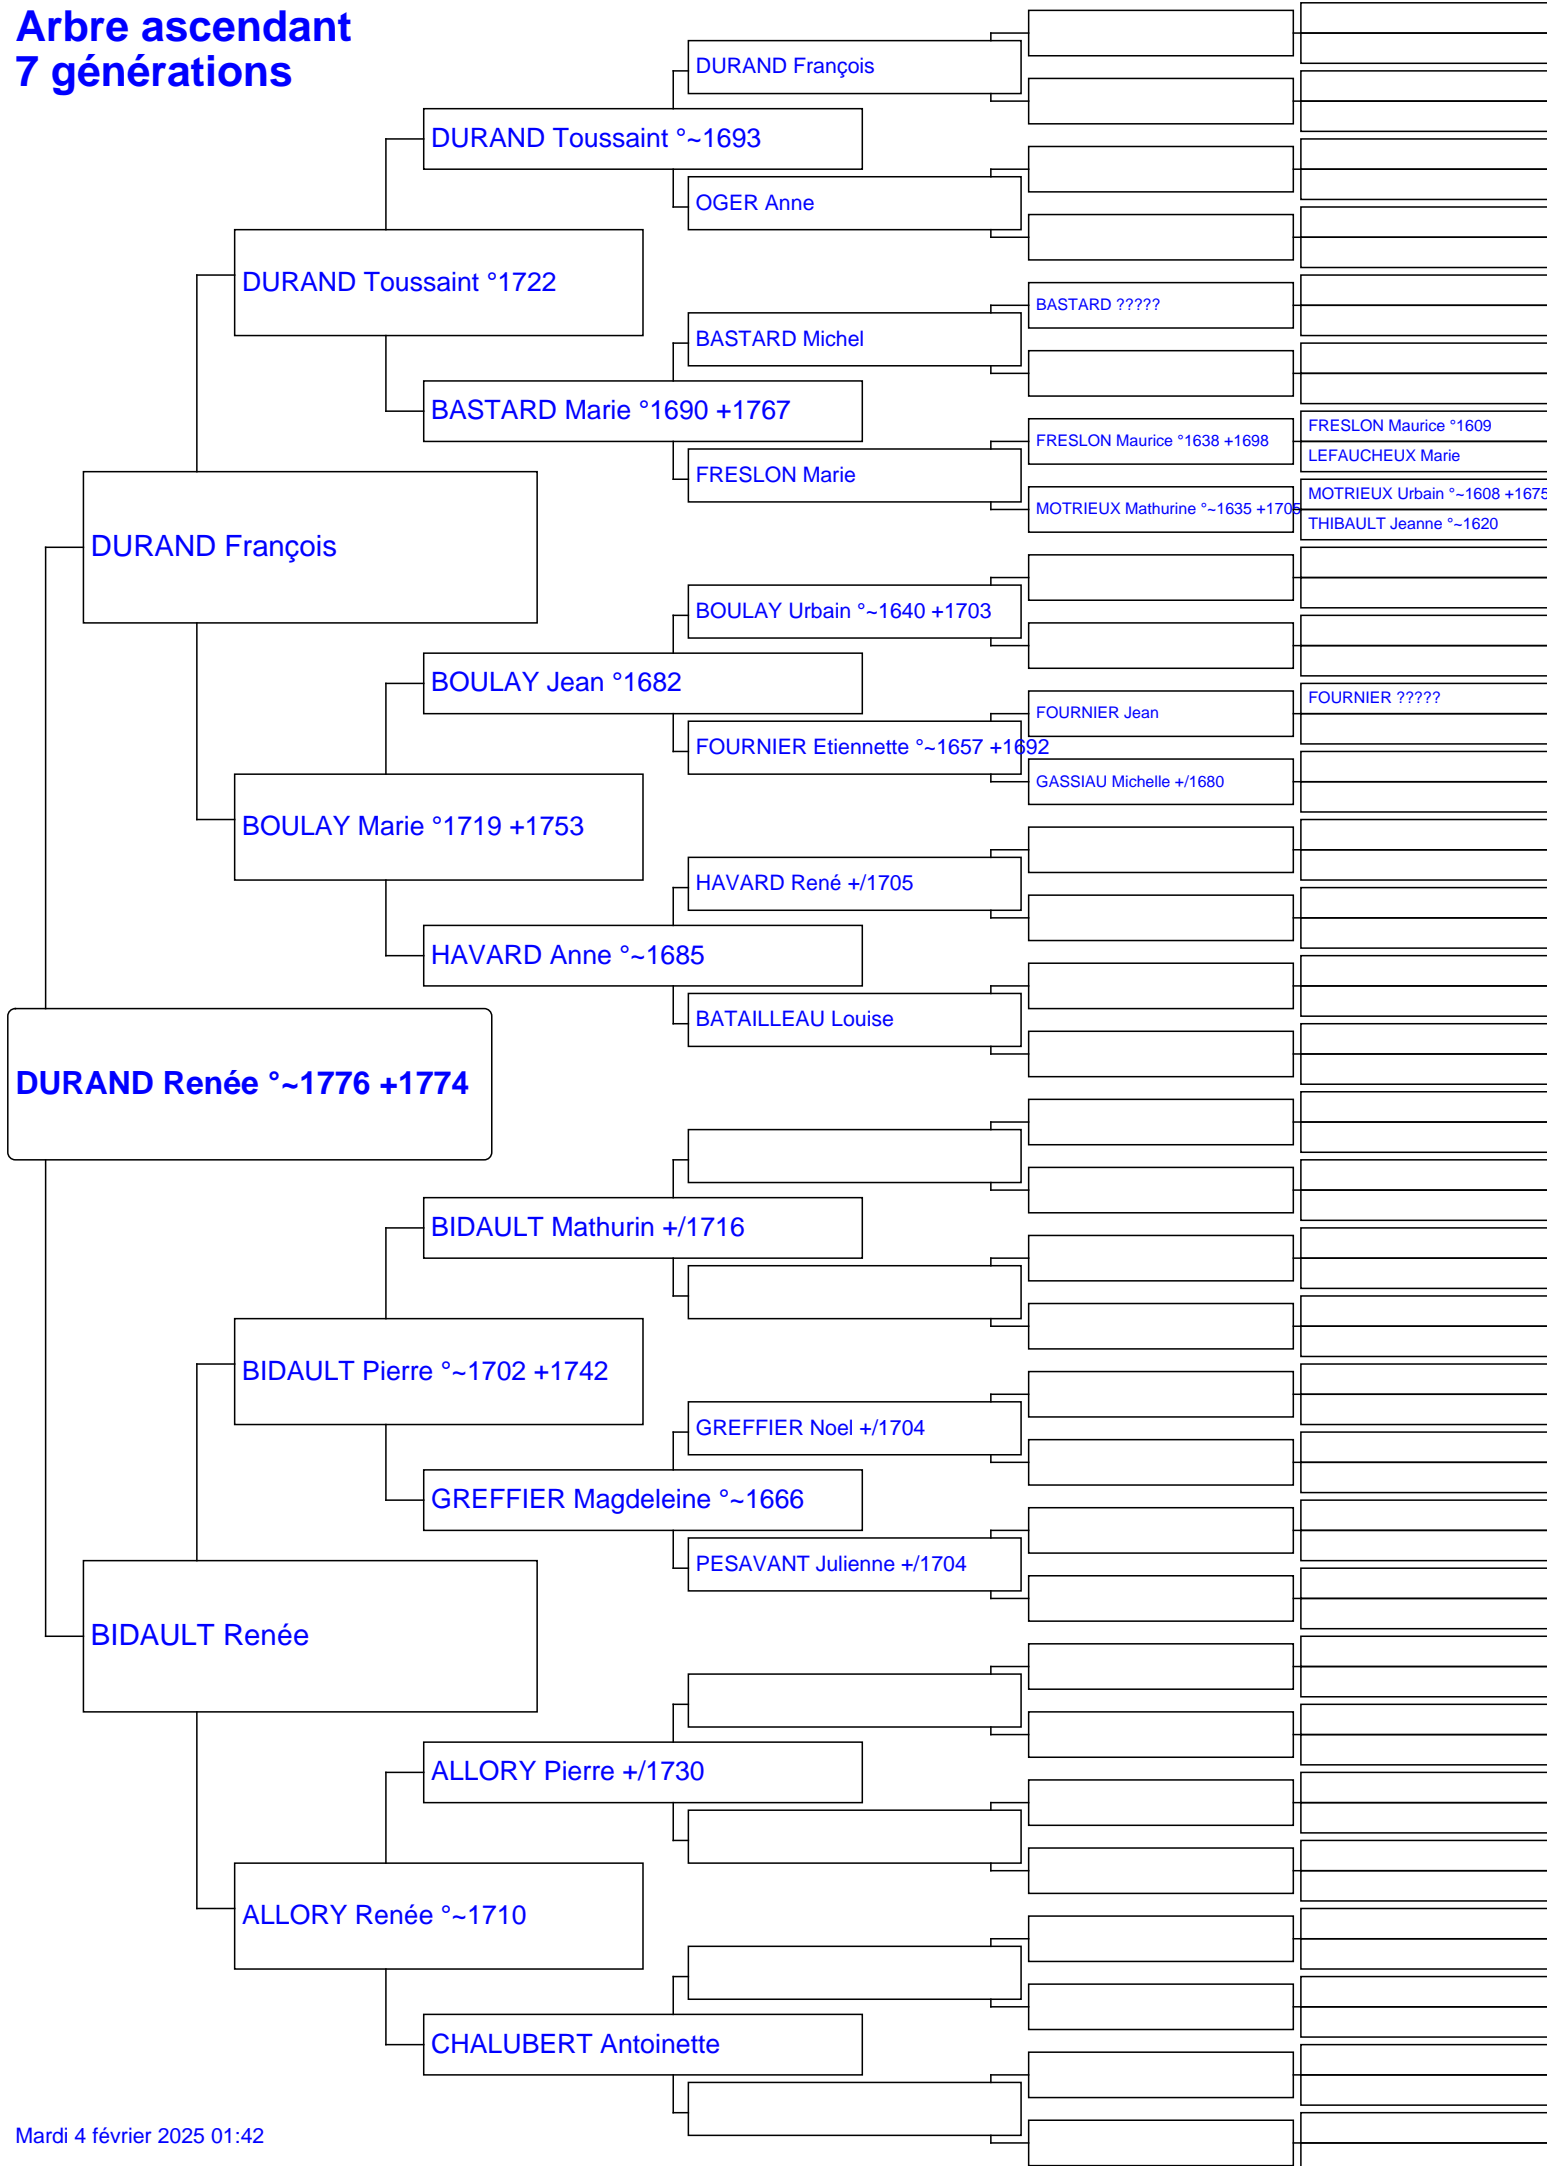 Arbre ascendant
7 générations
DURAND François
DURAND Toussaint °~1693
OGER Anne
DURAND Toussaint °1722
BASTARD ?????
BASTARD Michel
BASTARD Marie °1690 +1767
FRESLON Maurice °1609
FRESLON Maurice °1638 +1698
LEFAUCHEUX Marie
FRESLON Marie
MOTRIEUX Urbain °~1608 +1675
MOTRIEUX Mathurine °~1635 +1705
THIBAULT Jeanne °~1620
DURAND François
BOULAY Urbain °~1640 +1703
BOULAY Jean °1682
FOURNIER ?????
FOURNIER Jean
FOURNIER Etiennette °~1657 +1692
GASSIAU Michelle +/1680
BOULAY Marie °1719 +1753
HAVARD René +/1705
HAVARD Anne °~1685
BATAILLEAU Louise
DURAND Renée °~1776 +1774
BIDAULT Mathurin +/1716
BIDAULT Pierre °~1702 +1742
GREFFIER Noel +/1704
GREFFIER Magdeleine °~1666
PESAVANT Julienne +/1704
BIDAULT Renée
ALLORY Pierre +/1730
ALLORY Renée °~1710
CHALUBERT Antoinette
Mardi 4 février 2025 01:42